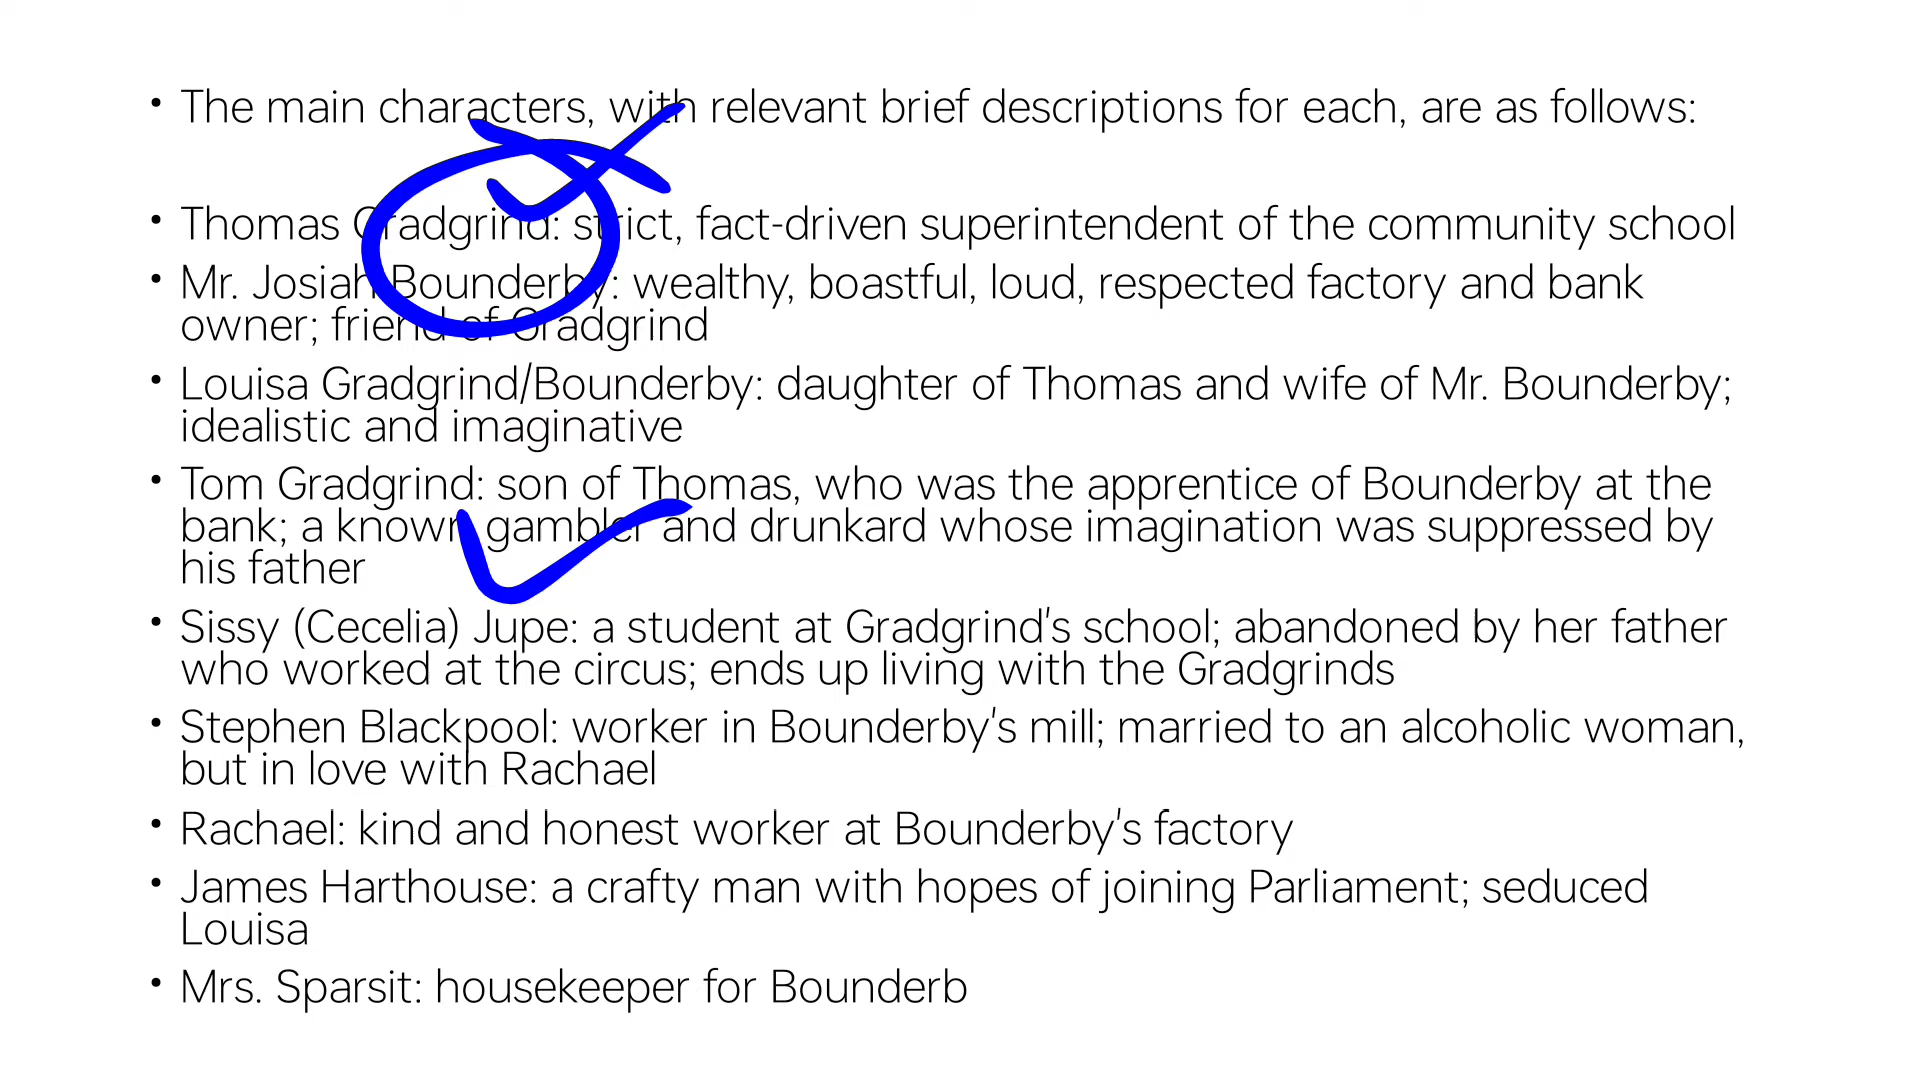 • The main characters, with relevant brief descriptions for each, are as follows:
• Thomas Gradgrind: strict, fact-driven superintendent of the community school
• Mr. Josiah Bounderby: wealthy, boastful, loud, respected factory and bank
owner; friend of Gradgrind
• Louisa Gradgrind/Bounderby: daughter of Thomas and wife of Mr. Bounderby;
idealistic and imaginative
• Tom Gradgrind: son of Thomas, who was the apprentice of Bounderby at the
bank; a known gambler and drunkard whose imagination was suppressed by
his father
• Sissy (Cecelia) Jupe: a student at Gradgrind's school; abandoned by her father
who worked at the circus; ends up living with the Gradgrinds
• Stephen Blackpool: worker in Bounderby's mill; married to an alcoholic woman,
but in love with Rachael
• Rachael: kind and honest worker at Bounderby's factory
• James Harthouse: a crafty man with hopes of joining Parliament; seduced
Louisa
• Mrs. Sparsit: housekeeper for Bounderb